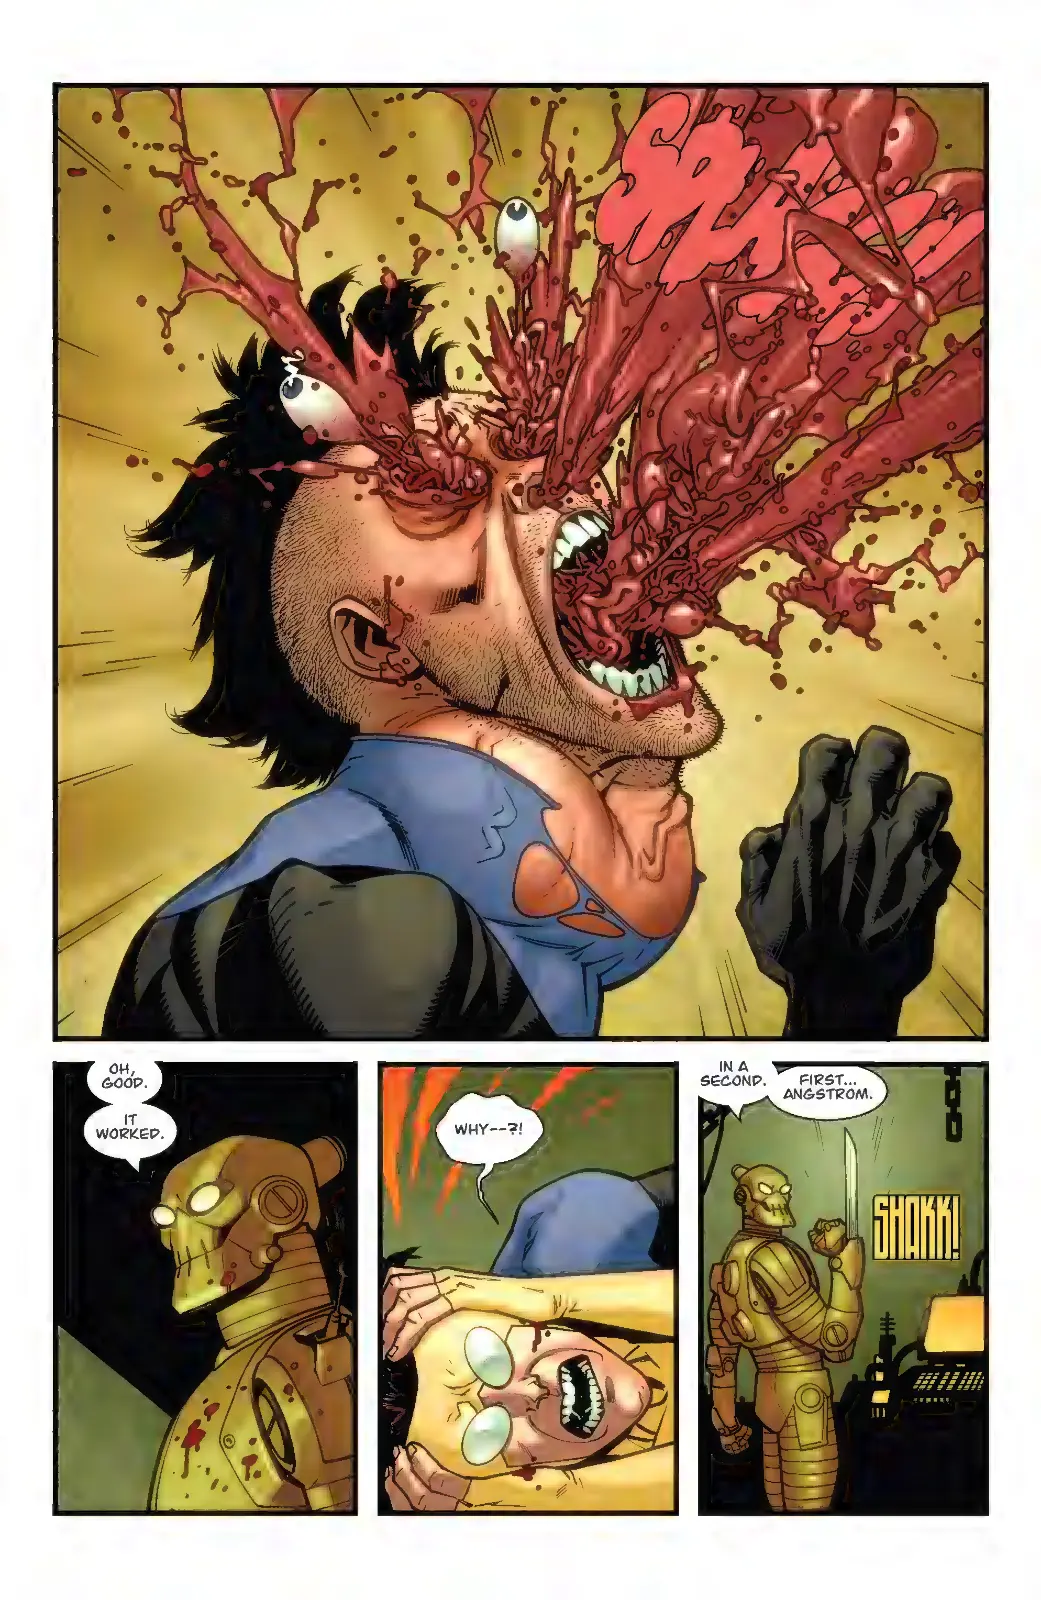 OH,
GOOD.
IT
WORKED.
WHY--?!
IN A
SECOND.
FIRST...
ANGSTROM.
SHAKK!